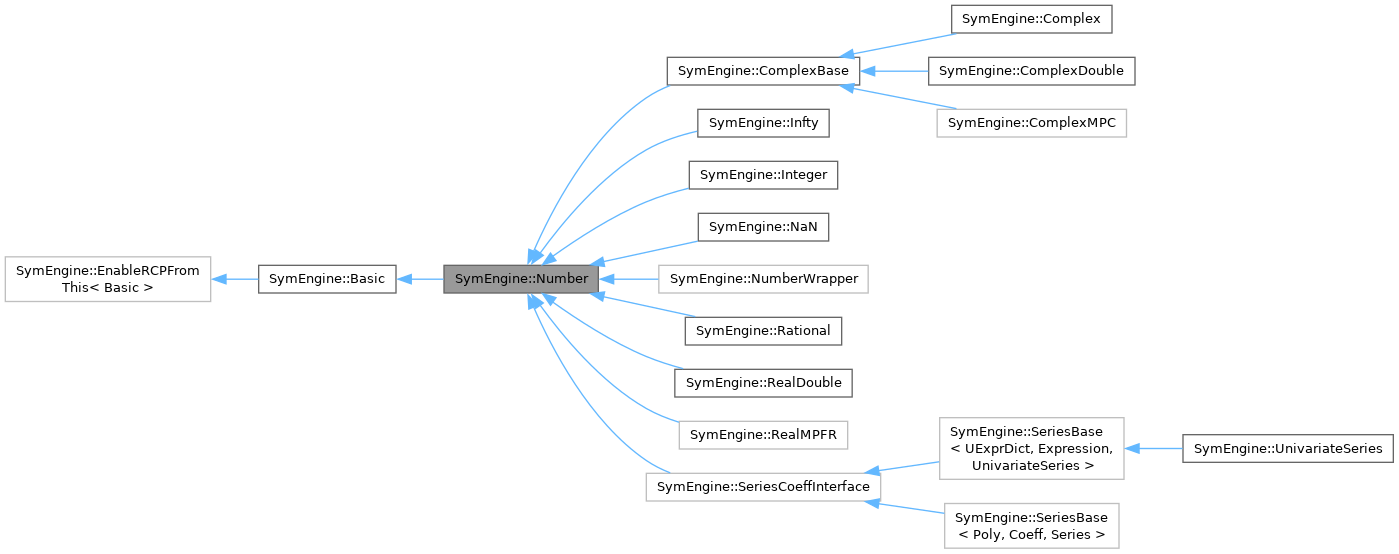 SymEngine::Complex
SymEngine::ComplexBase
SymEngine::ComplexDouble
SymEngine::Infty
SymEngine::ComplexMPC
SymEngine::Integer
SymEngine::NaN
SymEngine::EnableRCPFrom
This< Basic >
SymEngine::Basic
SymEngine::Number
SymEngine::NumberWrapper
SymEngine::Rational
SymEngine::RealDouble
SymEngine::RealMPFR
SymEngine::SeriesBase
< UExprDict, Expression,
UnivariateSeries >
SymEngine::UnivariateSeries
SymEngine::SeriesCoeffInterface
SymEngine::SeriesBase
< Poly, Coeff, Series >